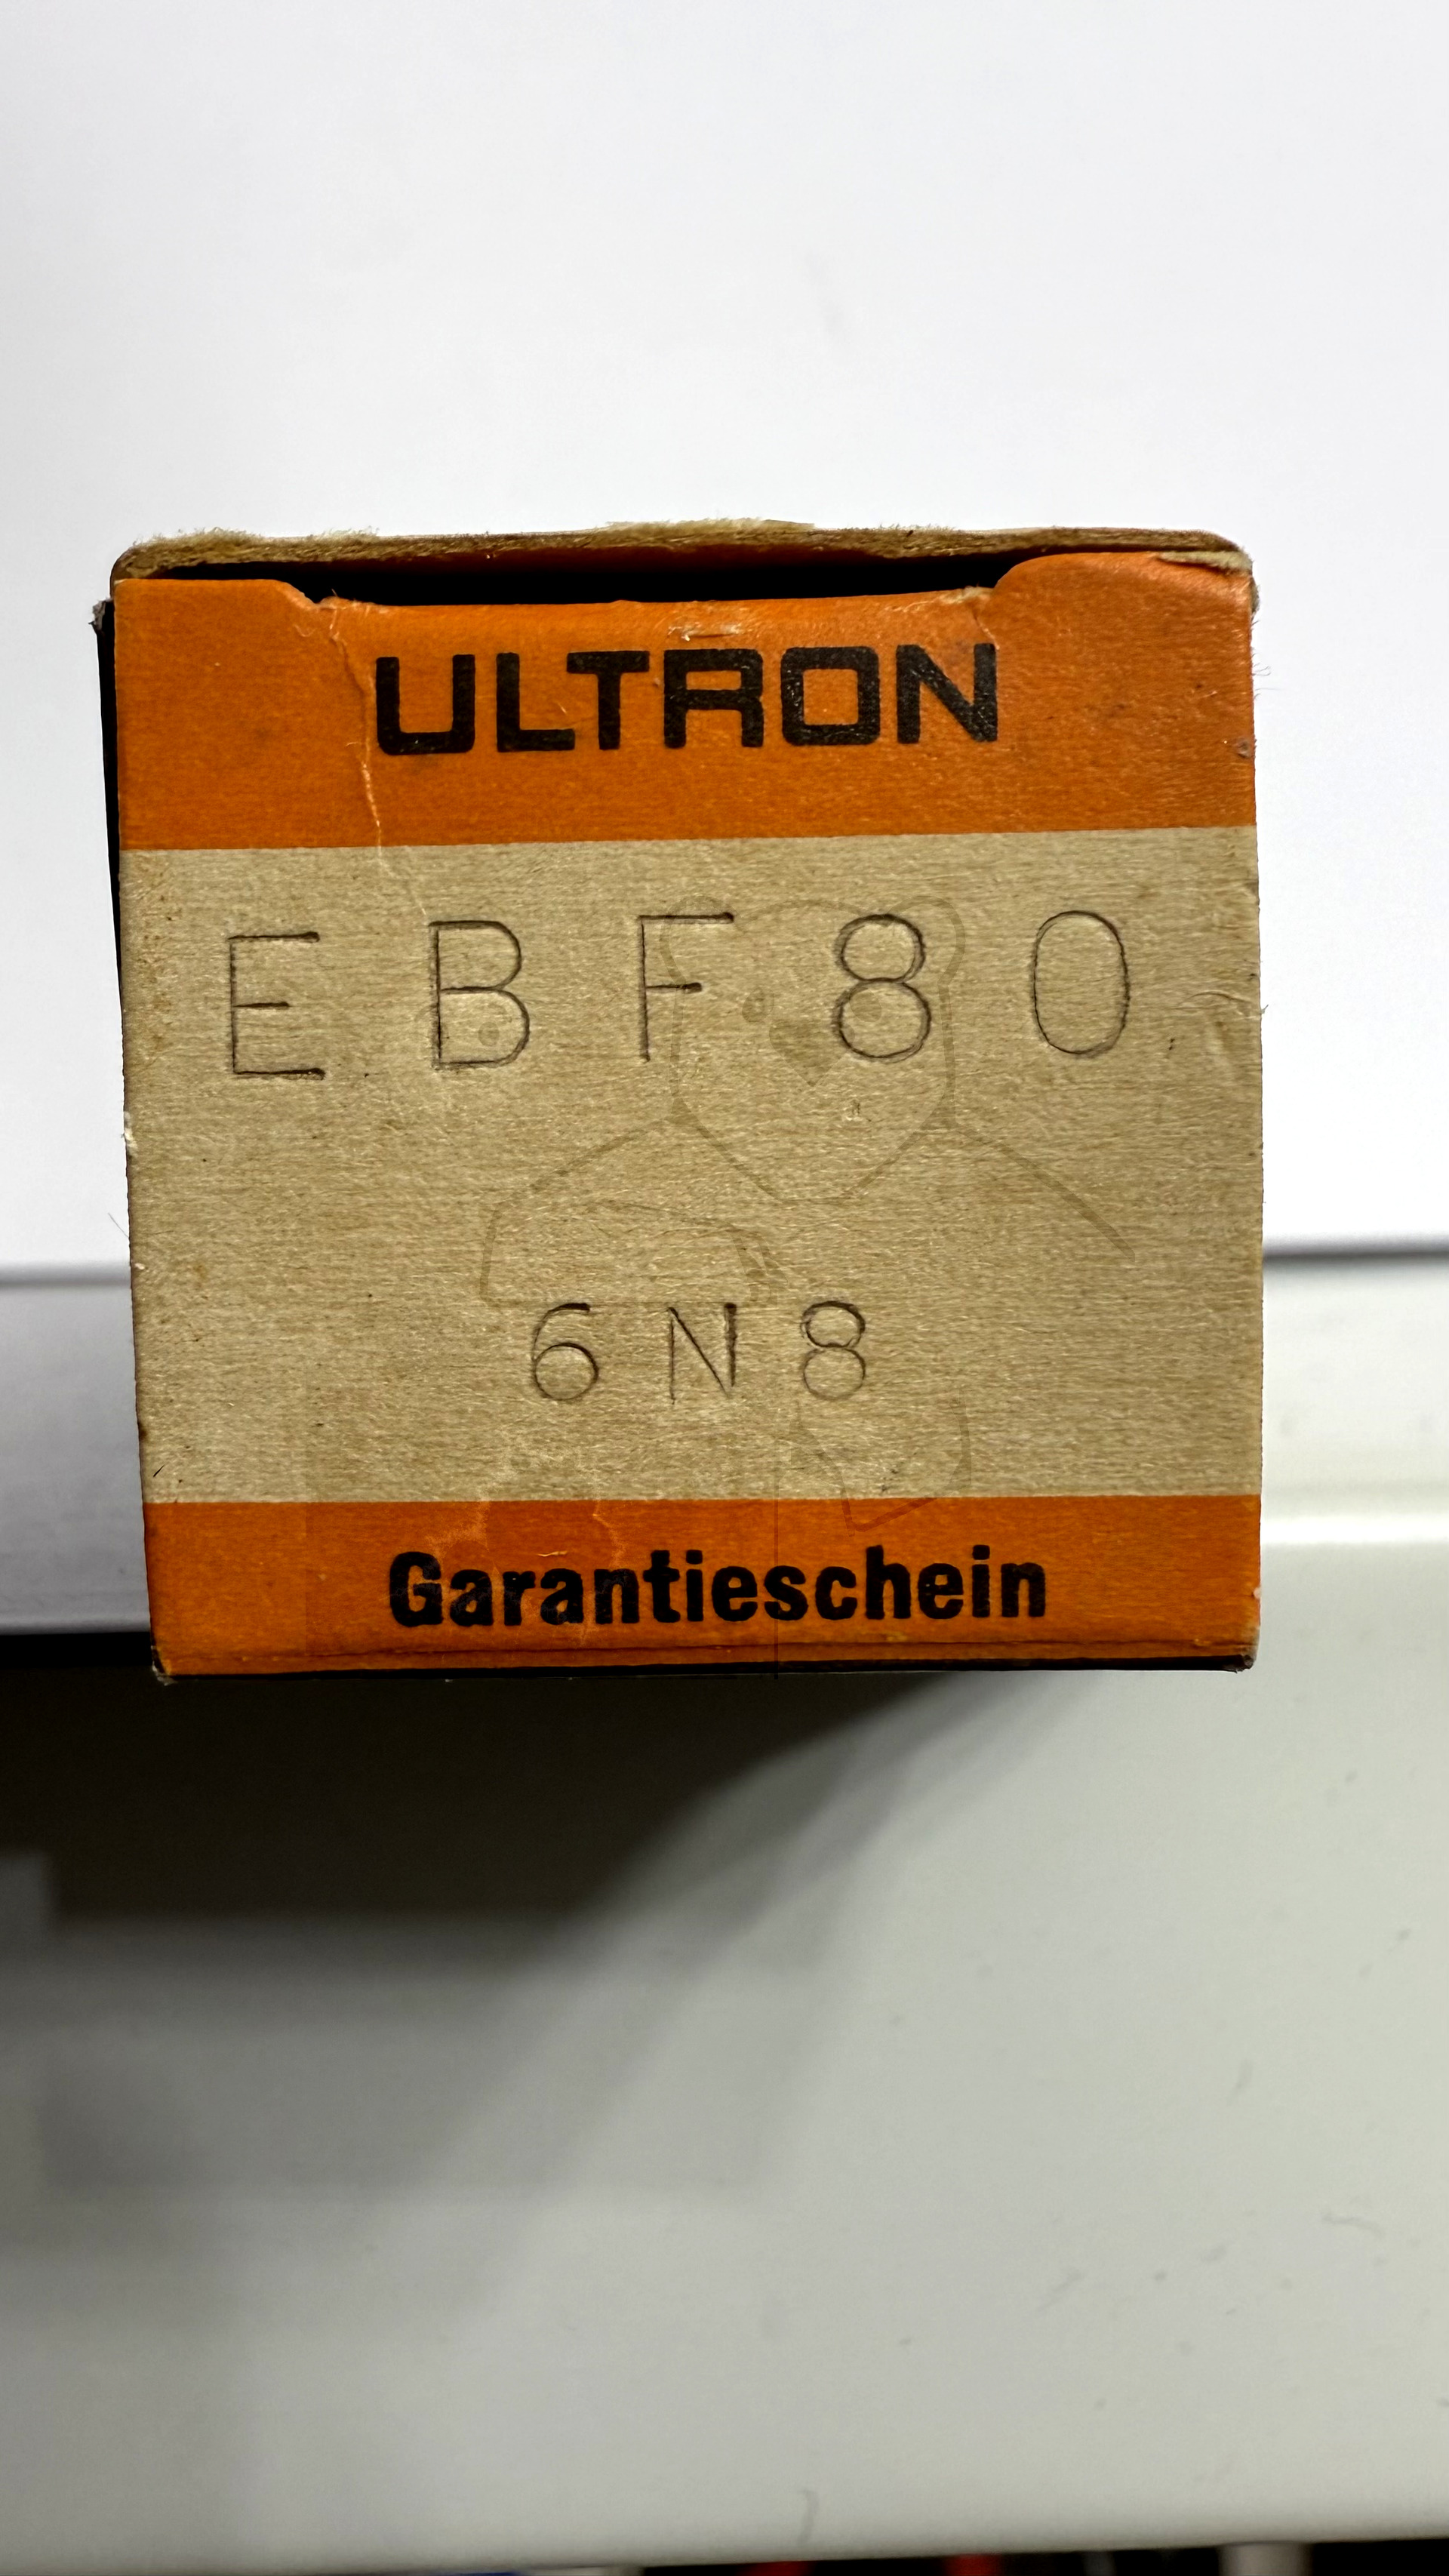 ULTRON
EBF80
6N8
Garantieschein